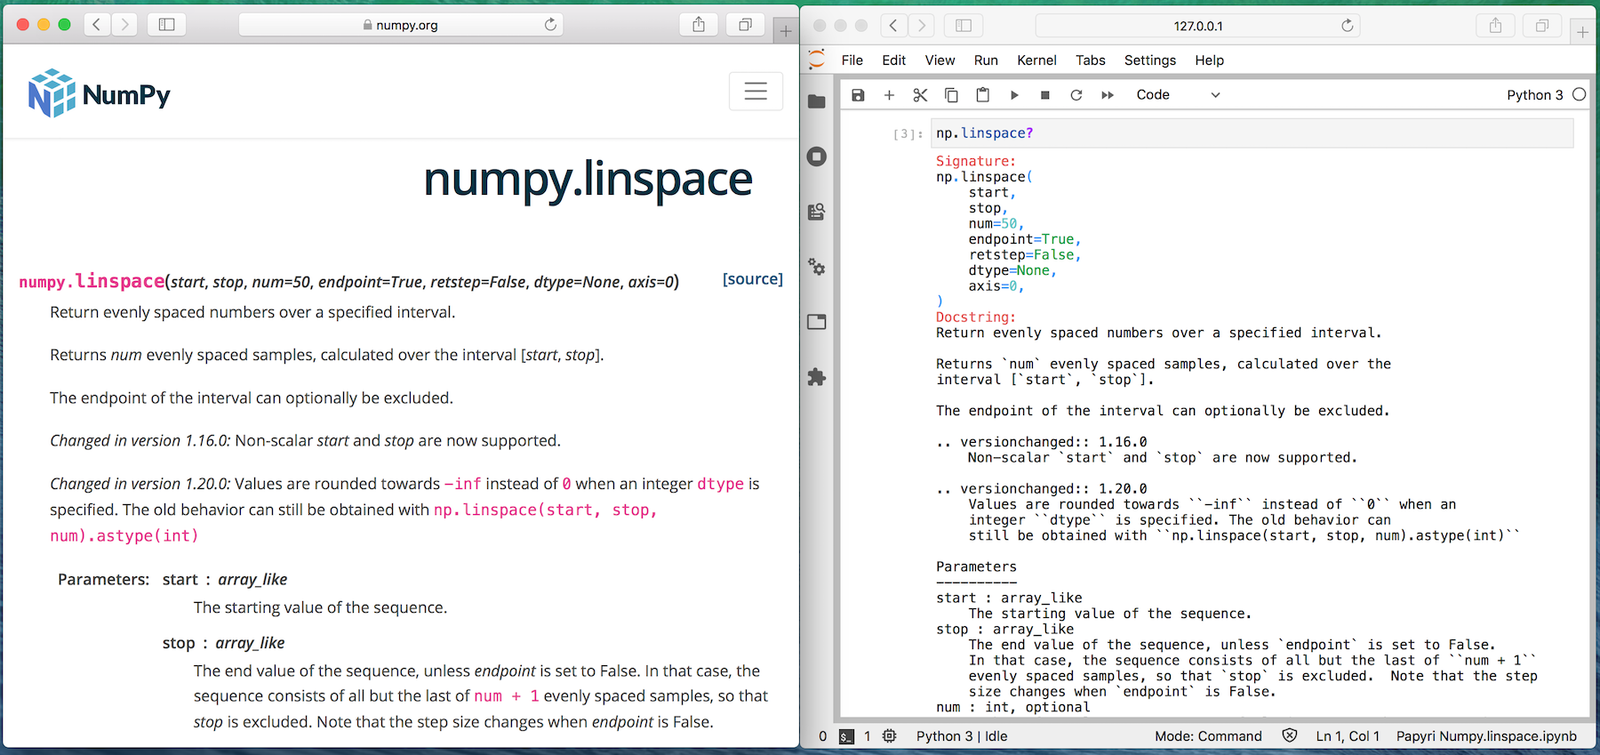 numpy.org
NumPy
numpy.linspace
numpy.linspace(start, stop, num=50, endpoint=True, retstep=False, dtype=None, axis=0) [source]
Return evenly spaced numbers over a specified interval.
Returns num evenly spaced samples, calculated over the interval [start, stop].
The endpoint of the interval can optionally be excluded.
Changed in version 1.16.0: Non-scalar start and stop are now supported.
Changed in version 1.20.0: Values are rounded towards -inf instead of 0 when an integer dtype is
specified. The old behavior can still be obtained with np.linspace(start, stop,
num).astype(int)
Parameters: start : array_like
The starting value of the sequence.
stop : array_like
The end value of the sequence, unless endpoint is set to False. In that case, the
sequence consists of all but the last of num + 1 evenly spaced samples, so that
stop is excluded. Note that the step size changes when endpoint is False.
127.0.0.1
File Edit View Run Kernel Tabs Settings Help
Code Python 3
[3]: np.linspace?
Signature:
np.linspace(
start,
stop,
num=50,
endpoint=True,
retstep=False,
dtype=None,
axis=0,
)
Docstring:
Return evenly spaced numbers over a specified interval.
Returns `num` evenly spaced samples, calculated over the
interval [`start`, `stop`].
The endpoint of the interval can optionally be excluded.
.. versionchanged:: 1.16.0
Non-scalar `start` and `stop` are now supported.
.. versionchanged:: 1.20.0
Values are rounded towards ``-inf`` instead of ``0`` when an
integer ``dtype`` is specified. The old behavior can
still be obtained with ``np.linspace(start, stop, num).astype(int)``
Parameters
----------
start : array_like
The starting value of the sequence.
stop : array_like
The end value of the sequence, unless `endpoint` is set to False.
In that case, the sequence consists of all but the last of ``num + 1``
evenly spaced samples, so that `stop` is excluded.  Note that the step
size changes when `endpoint` is False.
num : int, optional
0 $_ 1 Python 3 | Idle Mode: Command Ln 1, Col 1 Papyri Numpy.linspace.ipynb